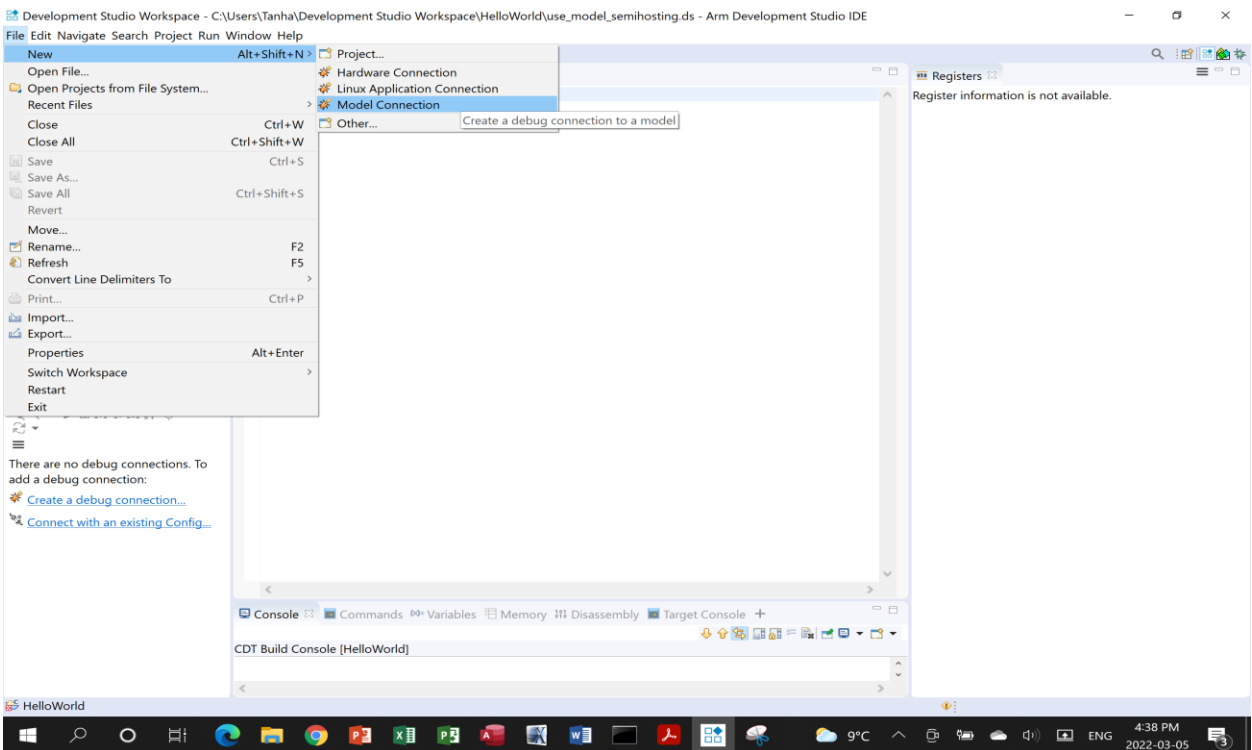 Development Studio Workspace - C:\Users\Tanha\Development Studio Workspace\HelloWorld\use_model_semihosting.ds - Arm Development Studio IDE
File Edit Navigate Search Project Run Window Help
New Alt+Shift+N >
Open File...
Open Projects from File System...
Recent Files >
Close Ctrl+W
Close All Ctrl+Shift+W
Save Ctrl+S
Save As...
Save All Ctrl+Shift+S
Revert
Move...
Rename... F2
Refresh F5
Convert Line Delimiters To >
Print... Ctrl+P
Import...
Export...
Properties Alt+Enter
Switch Workspace >
Restart
Exit
Project...
Hardware Connection
Linux Application Connection
Model Connection
Other...
Create a debug connection to a model
Registers
Register information is not available.
There are no debug connections. To
add a debug connection:
Create a debug connection...
Connect with an existing Config...
Console Commands Variables Memory Disassembly Target Console +
CDT Build Console [HelloWorld]
HelloWorld
9°C ENG 4:38 PM
2022-03-05
3